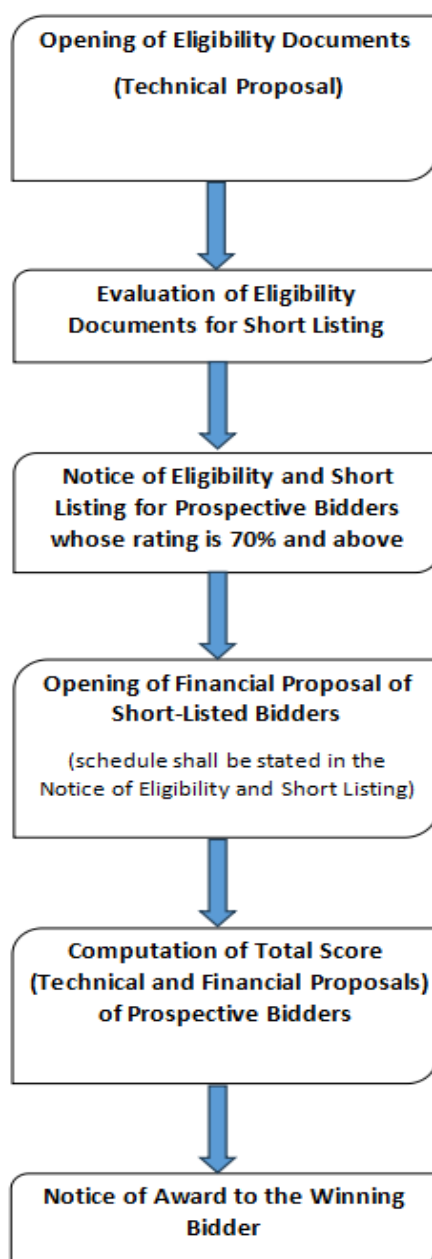 Opening of Eligibility Documents
(Technical Proposal)
Evaluation of Eligibility
Documents for Short Listing
Notice of Eligibility and Short
Listing for Prospective Bidders
whose rating is 70% and above
Opening of Financial Proposal of
Short-Listed Bidders
(schedule shall be stated in the
Notice of Eligibility and Short Listing)
Computation of Total Score
(Technical and Financial Proposals)
of Prospective Bidders
Notice of Award to the Winning
Bidder